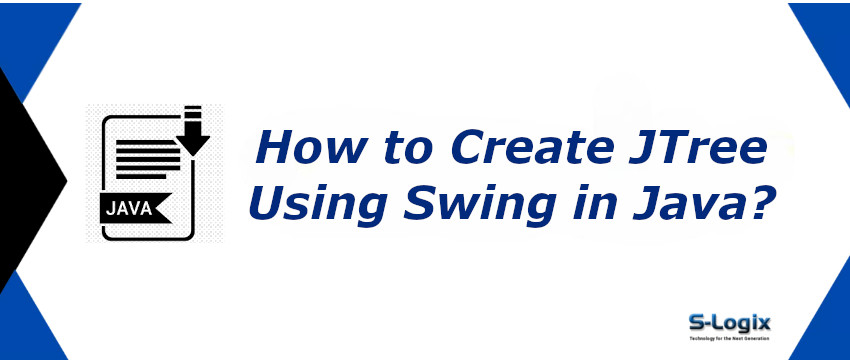 JAVA
How to Create JTree
Using Swing in Java?
S-Logix
Technology for the Next Generation